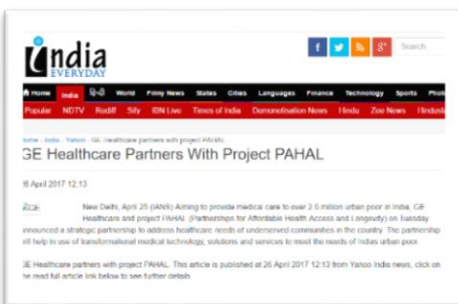 india
EVERYDAY
f
g+
Search
Home India हिन्दी World Filmy News States Cities Languages Finance Technology Sports Phot
Popular NDTV Rediff Sify IBN Live Times of India Demonetisation News Hindu Zee News Hindust
Home - India - Yahoo - GE Healthcare partners with project PAHAL
GE Healthcare Partners With Project PAHAL
26 April 2017 12:13
New Delhi, April 25 (IANS) Aiming to provide medical care to over 2.5 million urban poor in India, GE
Healthcare and project PAHAL (Partnerships for Affordable Health Access and Longevity) on Tuesday
announced a strategic partnership to address healthcare needs of underserved communities in the country. The partnership
will help in use of transformational medical technology, solutions and services to meet the needs of Indias urban poor.
GE Healthcare partners with project PAHAL. This article is published at 26 April 2017 12:13 from Yahoo India news, click on
the read full article link below to see further details.